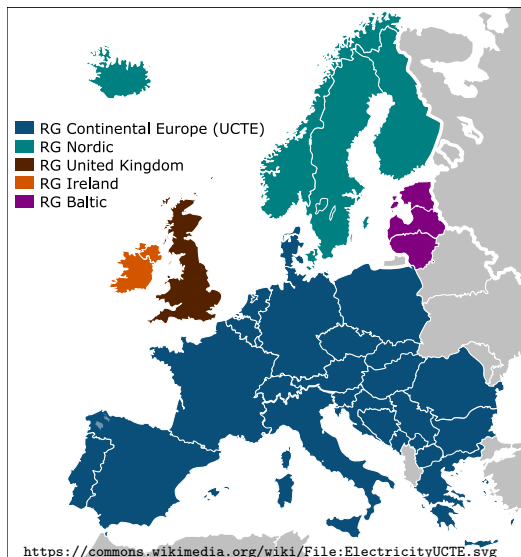 RG Continental Europe (UCTE)
RG Nordic
RG United Kingdom
RG Ireland
RG Baltic
https://commons.wikimedia.org/wiki/File:ElectricityUCTE.svg